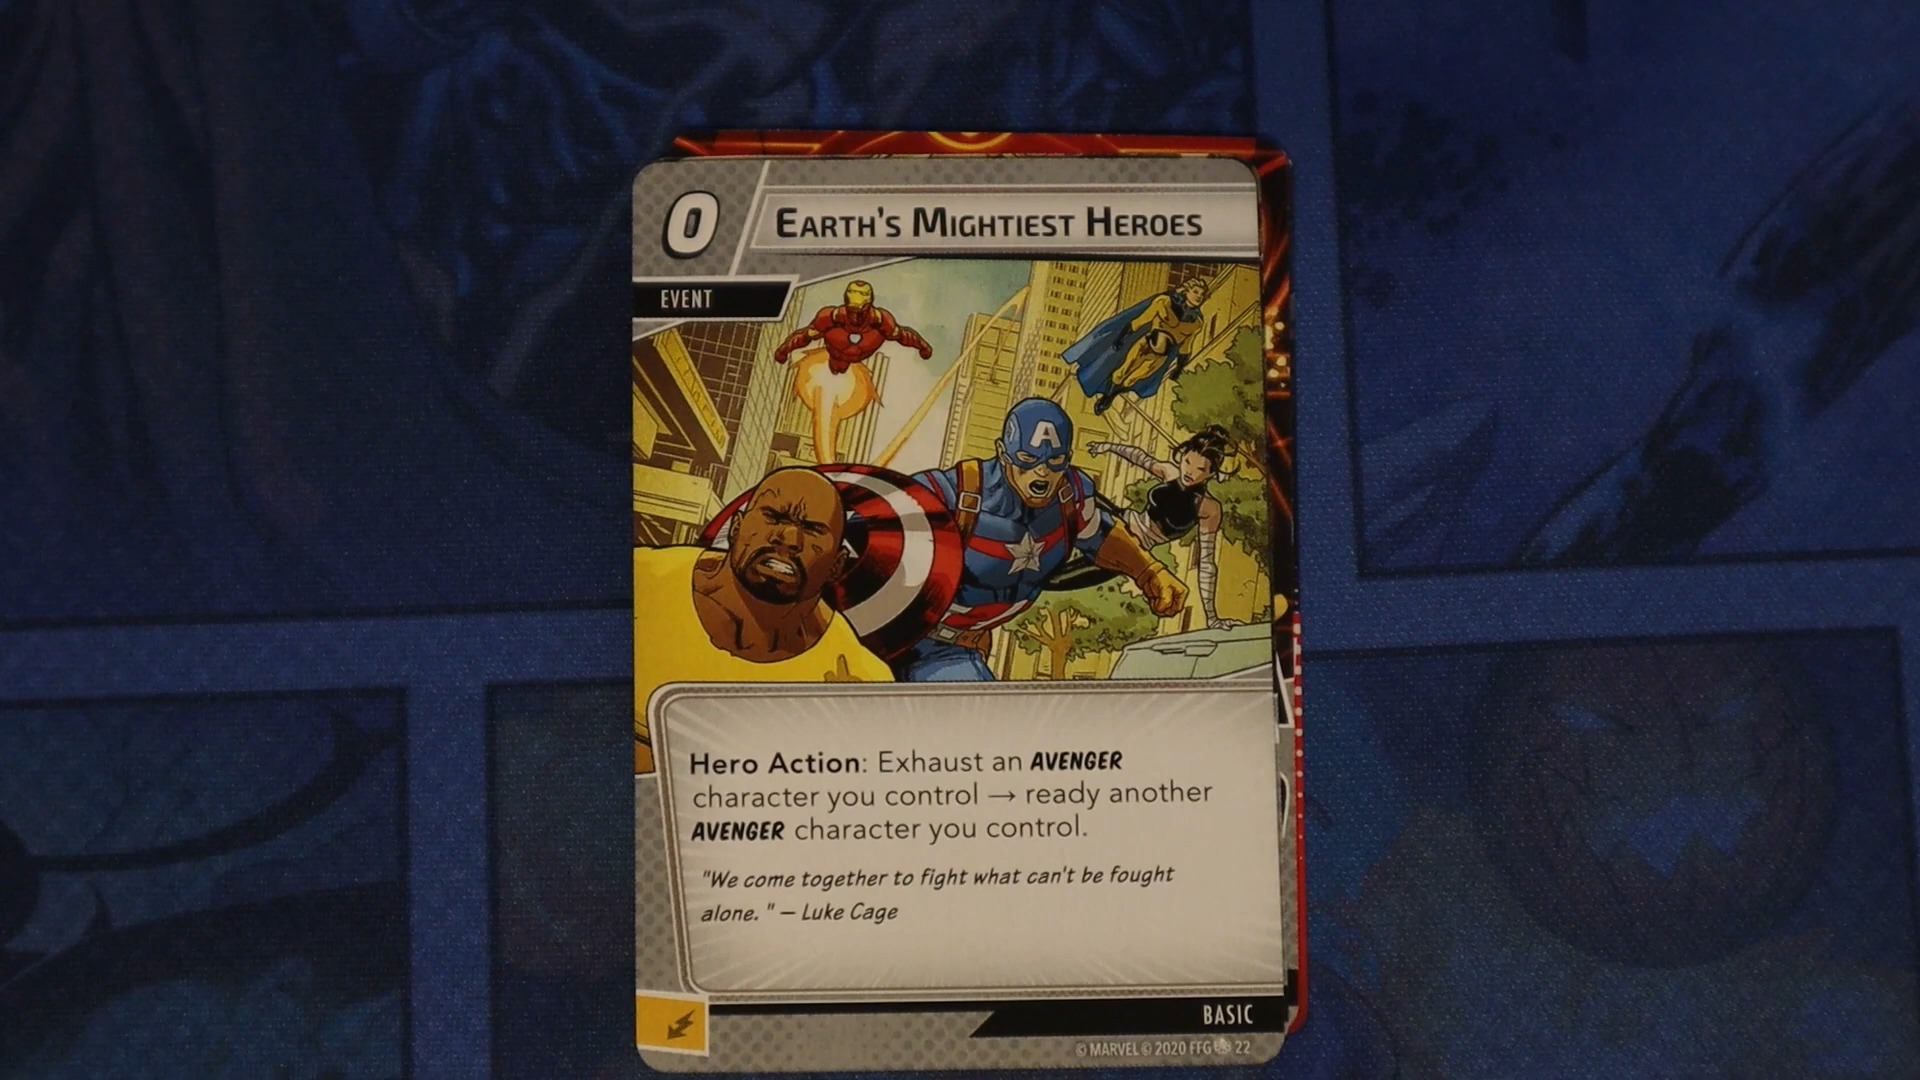 0
EARTH'S MIGHTIEST HEROES
EVENT
A
Hero Action: Exhaust an AVENGER
character you control → ready another
AVENGER character you control.
"We come together to fight what can't be fought
alone." – Luke Cage
BASIC
© MARVEL © 2020 FFG 22